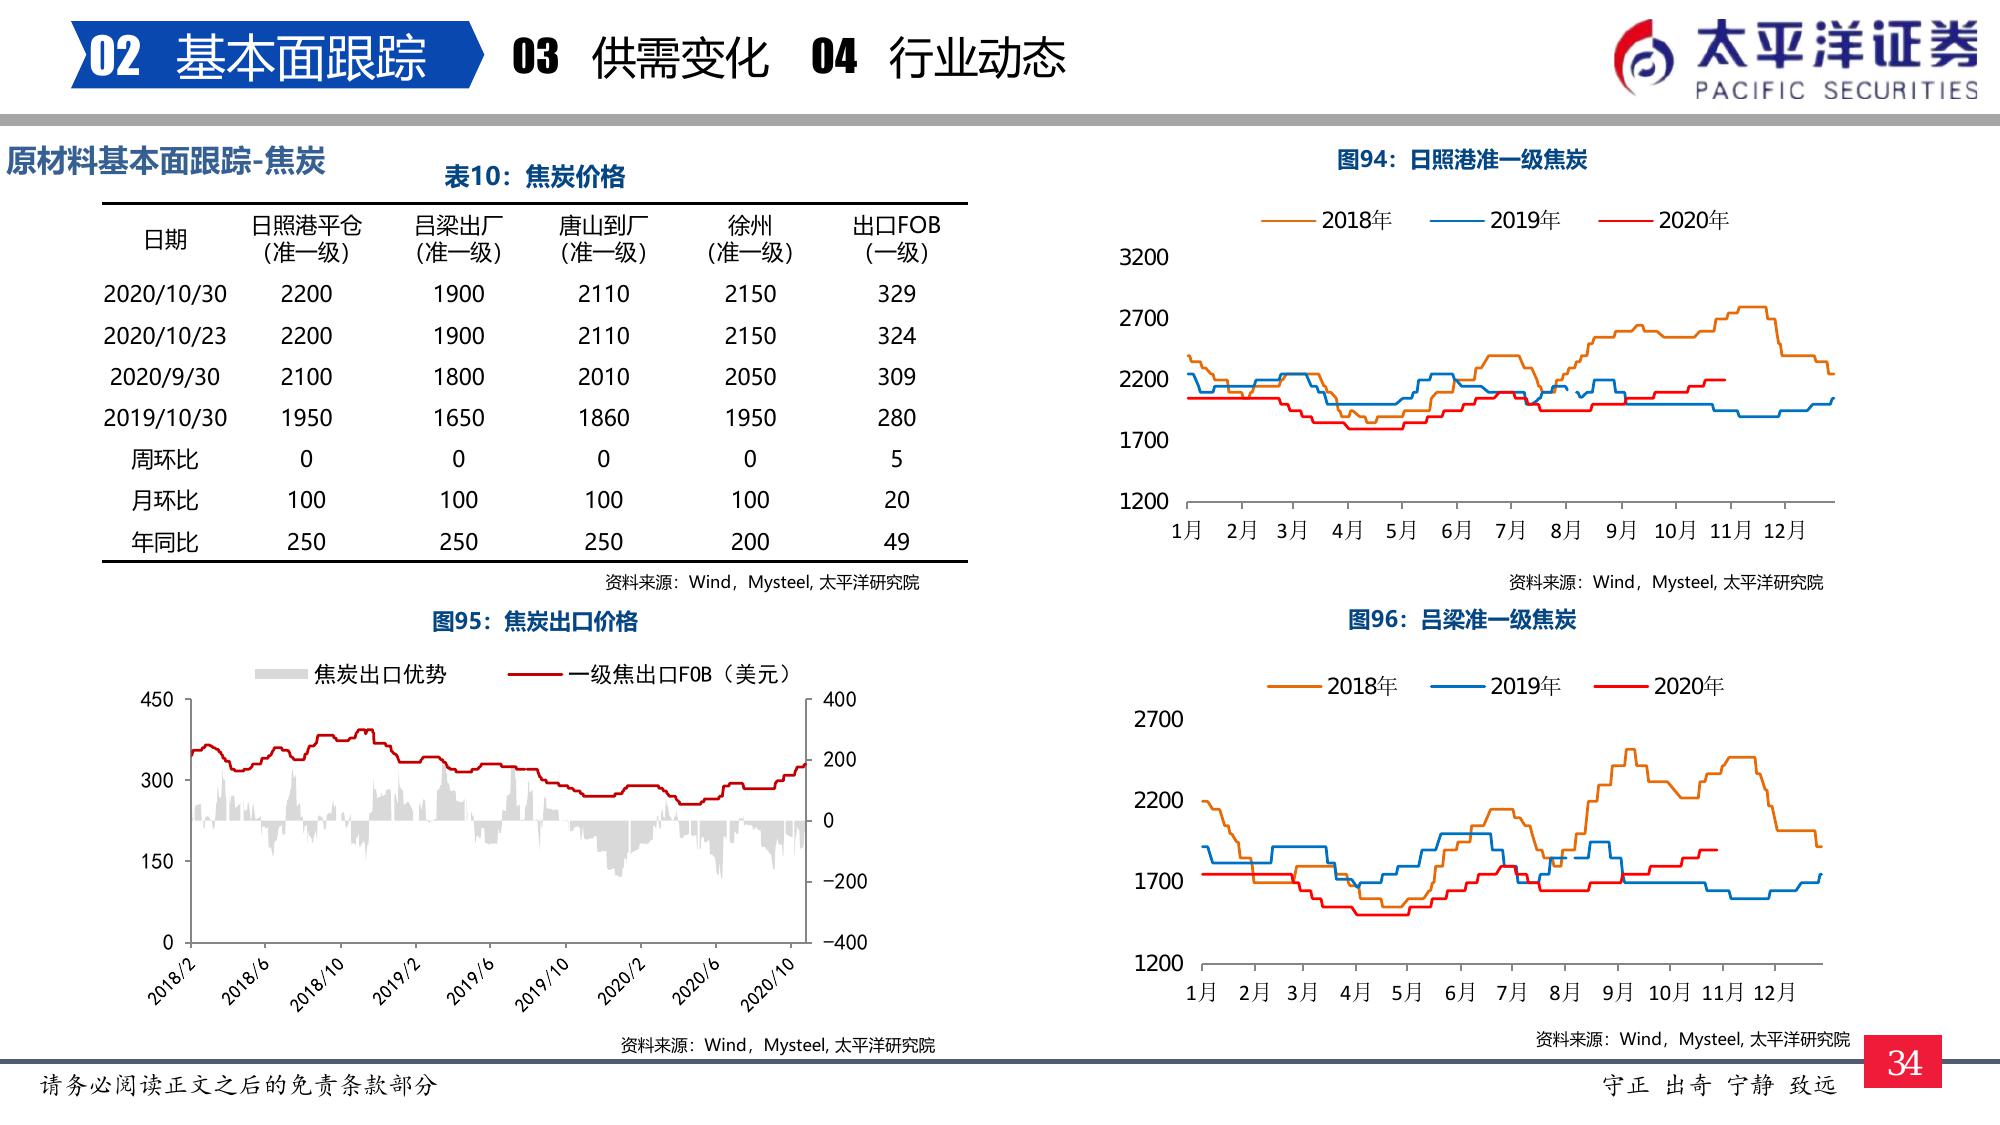 02 基本面跟踪 03 供需变化 04 行业动态
太平洋证券
PACIFIC SECURITIES
原材料基本面跟踪-焦炭
表10：焦炭价格
日期 日照港平仓（准一级） 吕梁出厂（准一级） 唐山到厂（准一级） 徐州（准一级） 出口FOB（一级）
2020/10/30 2200 1900 2110 2150 329
2020/10/23 2200 1900 2110 2150 324
2020/9/30 2100 1800 2010 2050 309
2019/10/30 1950 1650 1860 1950 280
周环比 0 0 0 0 5
月环比 100 100 100 100 20
年同比 250 250 250 200 49
资料来源：Wind，Mysteel, 太平洋研究院
图94：日照港准一级焦炭
2018年 2019年 2020年
3200
2700
2200
1700
1200
1月 2月 3月 4月 5月 6月 7月 8月 9月 10月 11月 12月
资料来源：Wind，Mysteel, 太平洋研究院
图95：焦炭出口价格
焦炭出口优势 一级焦出口FOB（美元）
450 400
300 200
0
150 −200
0 −400
2018/2 2018/6 2018/10 2019/2 2019/6 2019/10 2020/2 2020/6 2020/10
资料来源：Wind，Mysteel, 太平洋研究院
图96：吕梁准一级焦炭
2018年 2019年 2020年
2700
2200
1700
1200
1月 2月 3月 4月 5月 6月 7月 8月 9月 10月 11月 12月
资料来源：Wind，Mysteel, 太平洋研究院
34
请务必阅读正文之后的免责条款部分
守正 出奇 宁静 致远